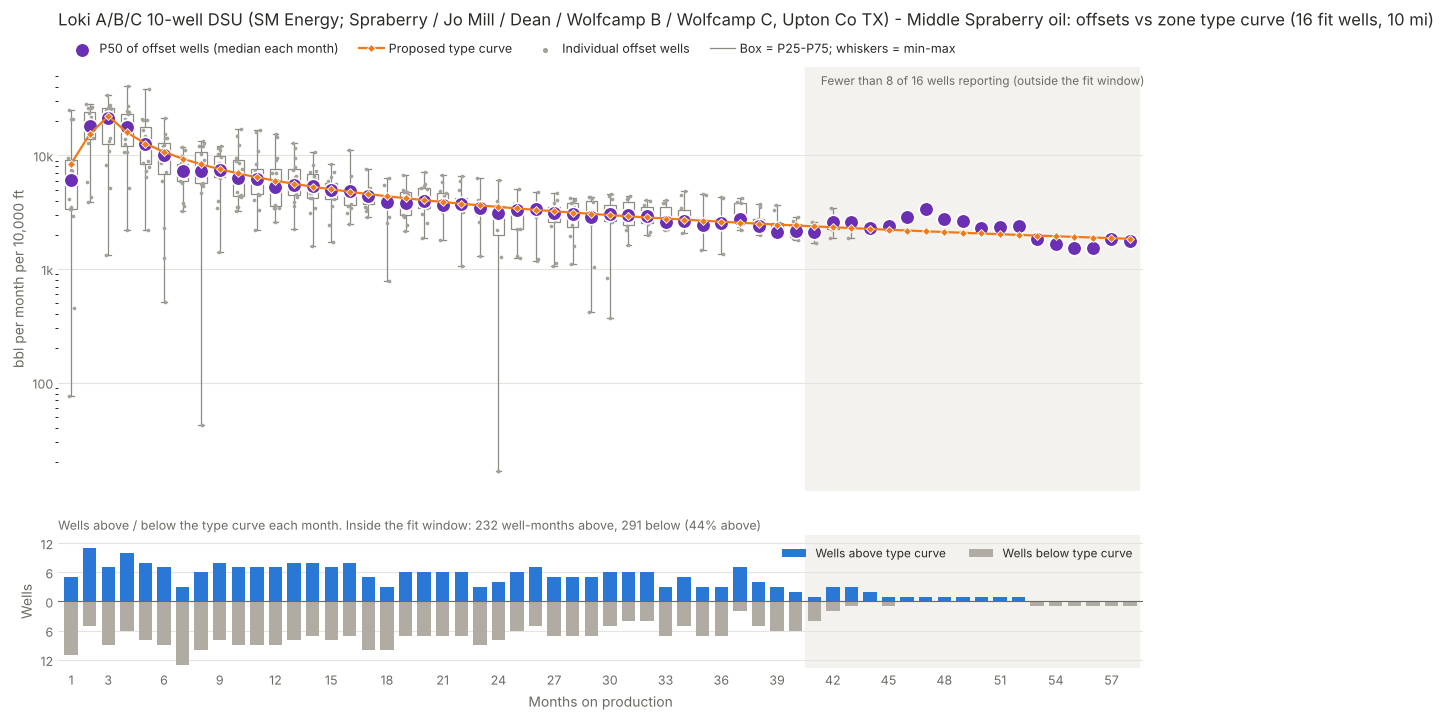 Loki A/B/C 10-well DSU (SM Energy; Spraberry / Jo Mill / Dean / Wolfcamp B / Wolfcamp C, Upton Co TX) - Middle Spraberry oil: offsets vs zone type curve (16 fit wells, 10 mi)
P50 of offset wells (median each month) Proposed type curve Individual offset wells Box = P25-P75; whiskers = min-max
Fewer than 8 of 16 wells reporting (outside the fit window)
10k
1k
100
bbl per month per 10,000 ft
Wells above / below the type curve each month. Inside the fit window: 232 well-months above, 291 below (44% above)
Wells above type curve Wells below type curve
12
6
0
6
12
Wells
1 3 6 9 12 15 18 21 24 27 30 33 36 39 42 45 48 51 54 57
Months on production